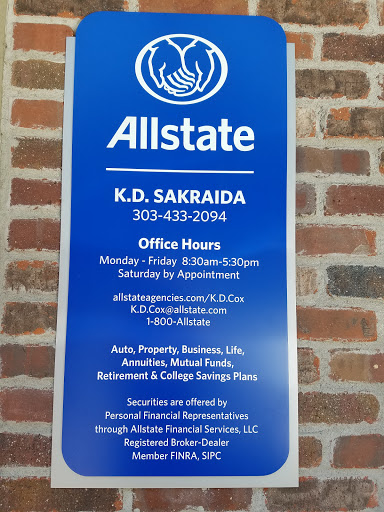 Allstate
K.D. SAKRAIDA
303-433-2094
Office Hours
Monday - Friday 8:30am-5:30pm
Saturday by Appointment
allstateagencies.com/K.D.Cox
K.D.Cox@allstate.com
1-800-Allstate
Auto, Property, Business, Life,
Annuities, Mutual Funds,
Retirement & College Savings Plans
Securities are offered by
Personal Financial Representatives
through Allstate Financial Services, LLC
Registered Broker-Dealer
Member FINRA, SIPC